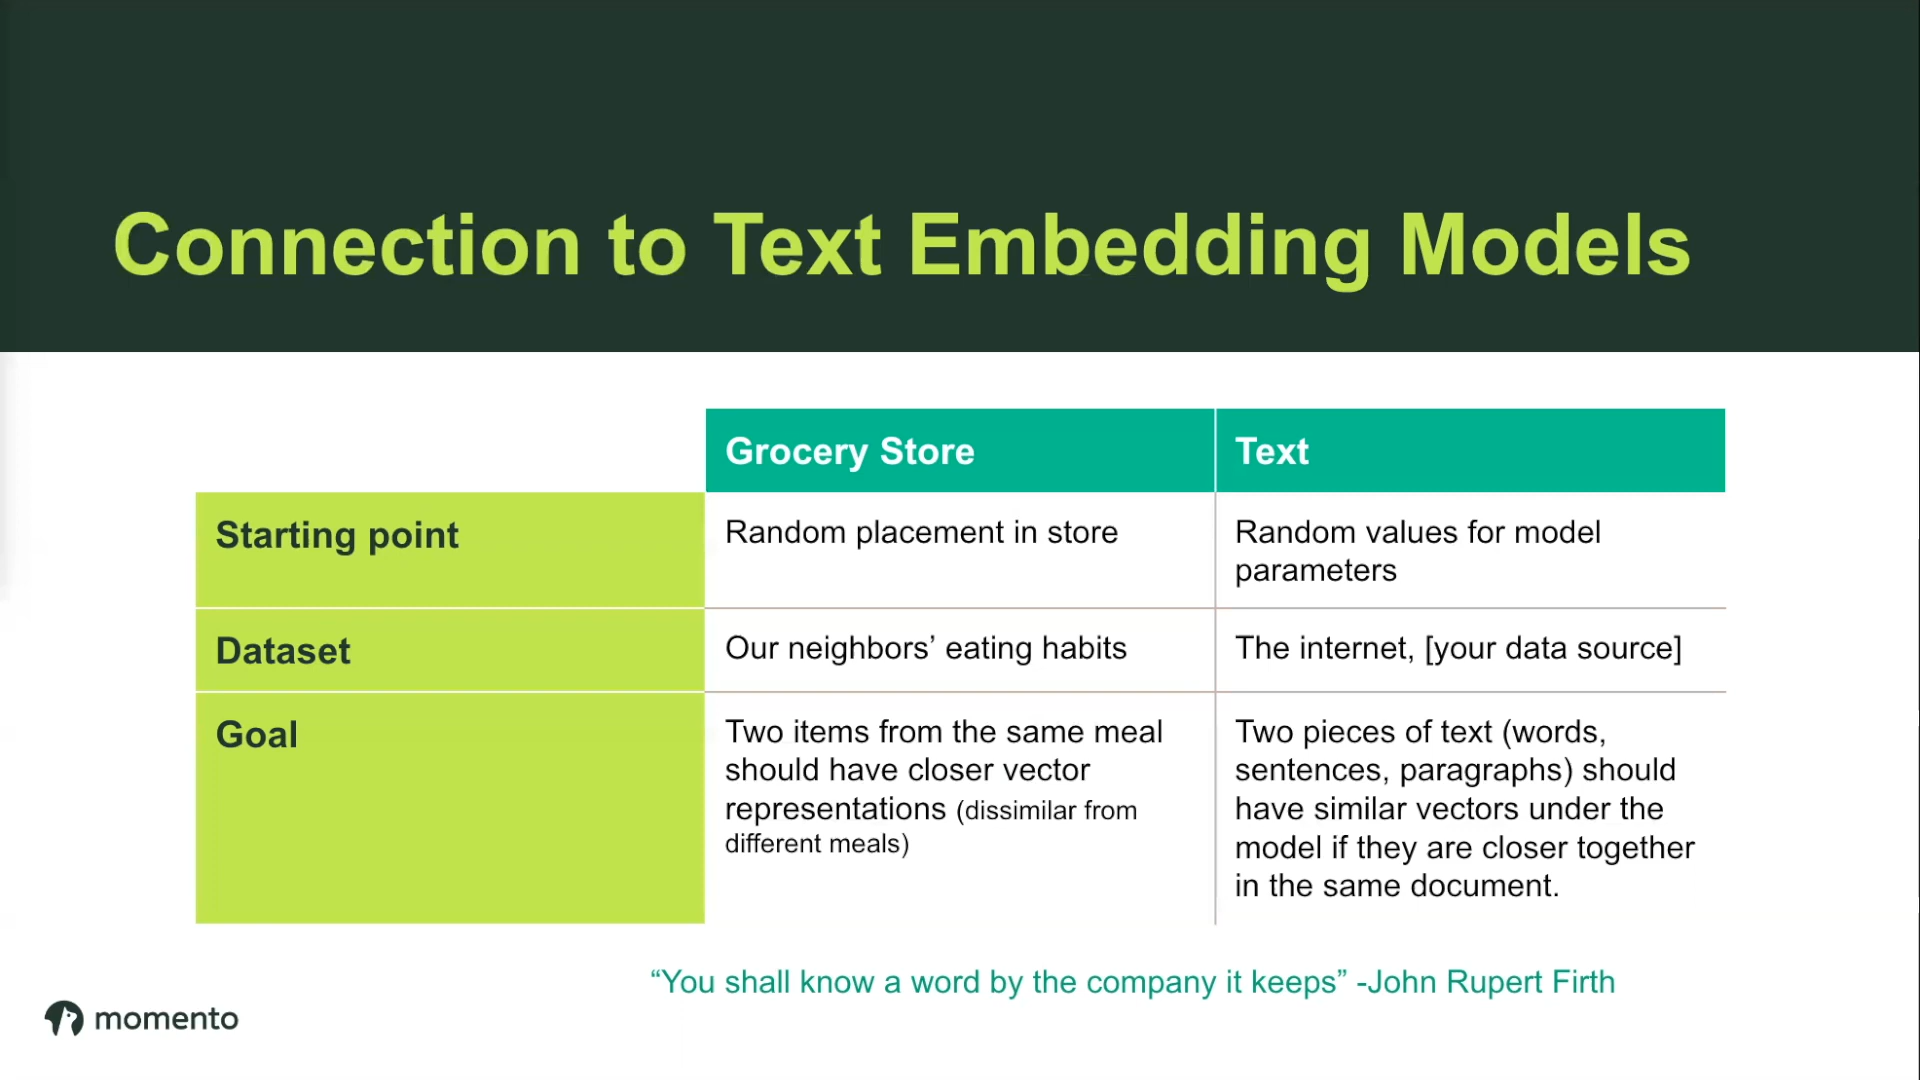 Connection to Text Embedding Models
Grocery Store
Text
Starting point
Random placement in store
Random values for model
parameters
Dataset
Our neighbors’ eating habits
The internet, [your data source]
Goal
Two items from the same meal
should have closer vector
representations (dissimilar from
different meals)
Two pieces of text (words,
sentences, paragraphs) should
have similar vectors under the
model if they are closer together
in the same document.
“You shall know a word by the company it keeps” -John Rupert Firth
momento